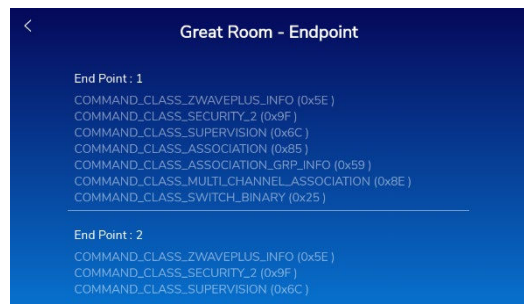 Great Room - Endpoint
End Point : 1
COMMAND_CLASS_ZWAVEPLUS_INFO (0x5E )
COMMAND_CLASS_SECURITY_2 (0x9F )
COMMAND_CLASS_SUPERVISION (0x6C )
COMMAND_CLASS_ASSOCIATION (0x85 )
COMMAND_CLASS_ASSOCIATION_GRP_INFO (0x59 )
COMMAND_CLASS_MULTI_CHANNEL_ASSOCIATION (0x8E )
COMMAND_CLASS_SWITCH_BINARY (0x25 )
End Point : 2
COMMAND_CLASS_ZWAVEPLUS_INFO (0x5E )
COMMAND_CLASS_SECURITY_2 (0x9F )
COMMAND_CLASS_SUPERVISION (0x6C )